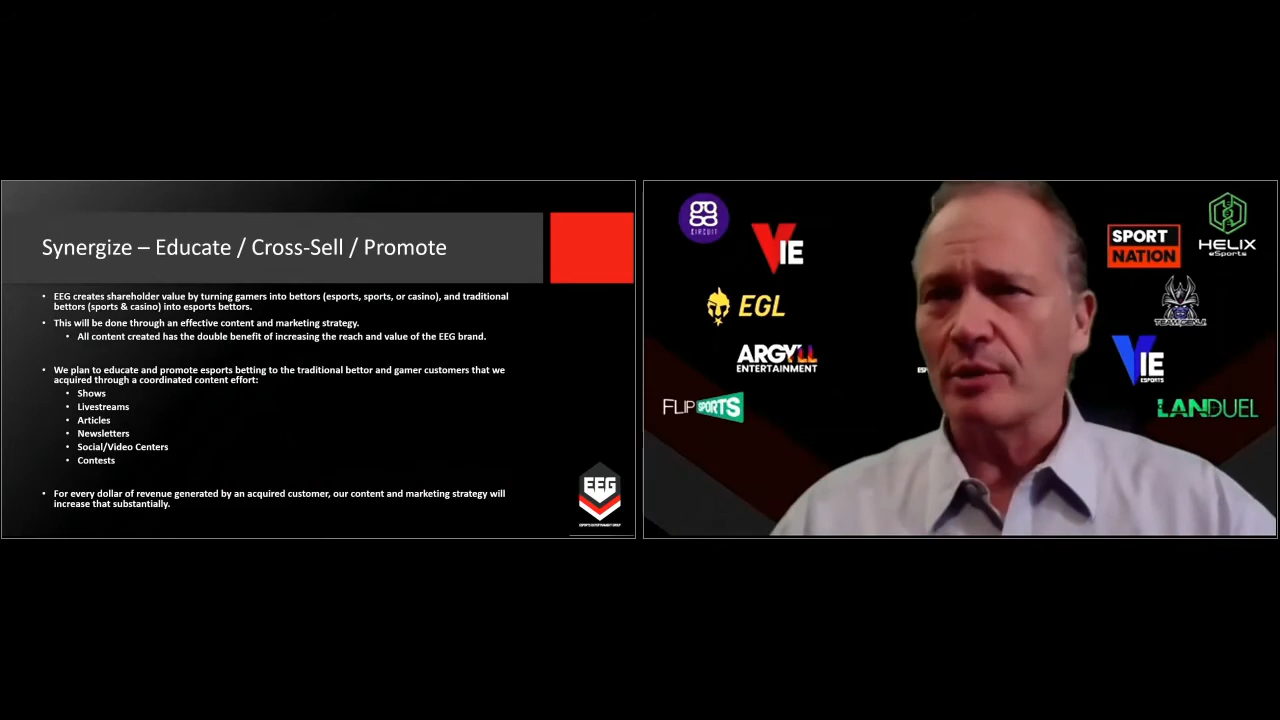 Synergize – Educate / Cross-Sell / Promote
• EEG creates shareholder value by turning gamers into bettors (esports, sports, or casino), and traditional
bettors (sports & casino) into esports bettors.
• This will be done through an effective content and marketing strategy.
• All content created has the double benefit of increasing the reach and value of the EEG brand.
• We plan to educate and promote esports betting to the traditional bettor and gamer customers that we
acquired through a coordinated content effort:
• Shows
• Livestreams
• Articles
• Newsletters
• Social/Video Centers
• Contests
• For every dollar of revenue generated by an acquired customer, our content and marketing strategy will
increase that substantially.
EEG
ESPORTS ENTERTAINMENT GROUP
CIRCUIT
VIE
EGL
ARGYLL
ENTERTAINMENT
FLIP SPORTS
SPORT
NATION
HELIX
eSports
VIE
ESPORTS
LANDUEL